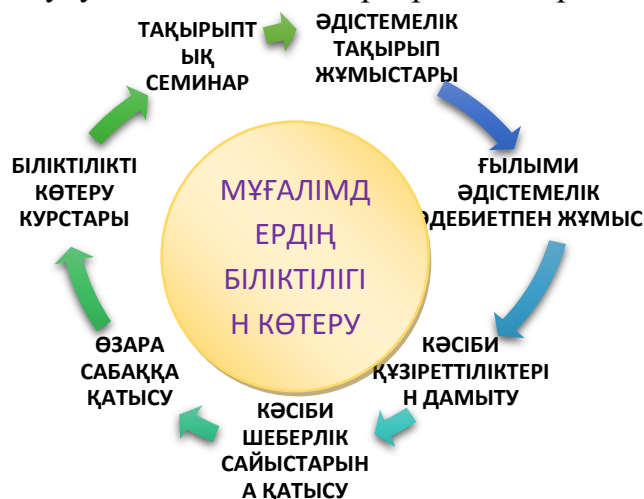 ТАҚЫРЫПТ
ЫҚ
СЕМИНАР
ӘДІСТЕМЕЛІК
ТАҚЫРЫП
ЖҰМЫСТАРЫ
ҒЫЛЫМИ
ӘДІСТЕМЕЛІК
ӘДЕБИЕТПЕН ЖҰМЫС
КӘСІБИ
ҚҰЗІРЕТТІЛІКТЕРІ
Н ДАМЫТУ
КӘСІБИ
ШЕБЕРЛІК
САЙЫСТАРЫН
А ҚАТЫСУ
ӨЗАРА
САБАҚҚА
ҚАТЫСУ
БІЛІКТІЛІКТІ
КӨТЕРУ
КУРСТАРЫ
МҰҒАЛІМД
ЕРДІҢ
БІЛІКТІЛІГІ
Н КӨТЕРУ